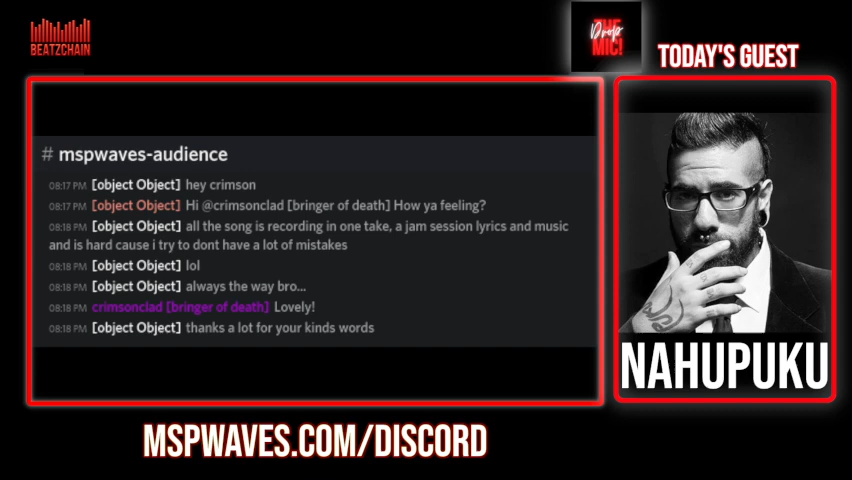 BEATZCHAIN
THE
Drop
MIC!
TODAY'S GUEST
# mspwaves-audience
08:17 PM [object Object] hey crimson
08:17 PM [object Object] Hi @crimsonclad [bringer of death] How ya feeling?
08:18 PM [object Object] all the song is recording in one take, a jam session lyrics and music
and is hard cause i try to dont have a lot of mistakes
08:18 PM [object Object] lol
08:18 PM [object Object] always the way bro...
08:18 PM crimsonclad [bringer of death] Lovely!
08:18 PM [object Object] thanks a lot for your kinds words
NAHUPUKU
MSPWAVES.COM/DISCORD